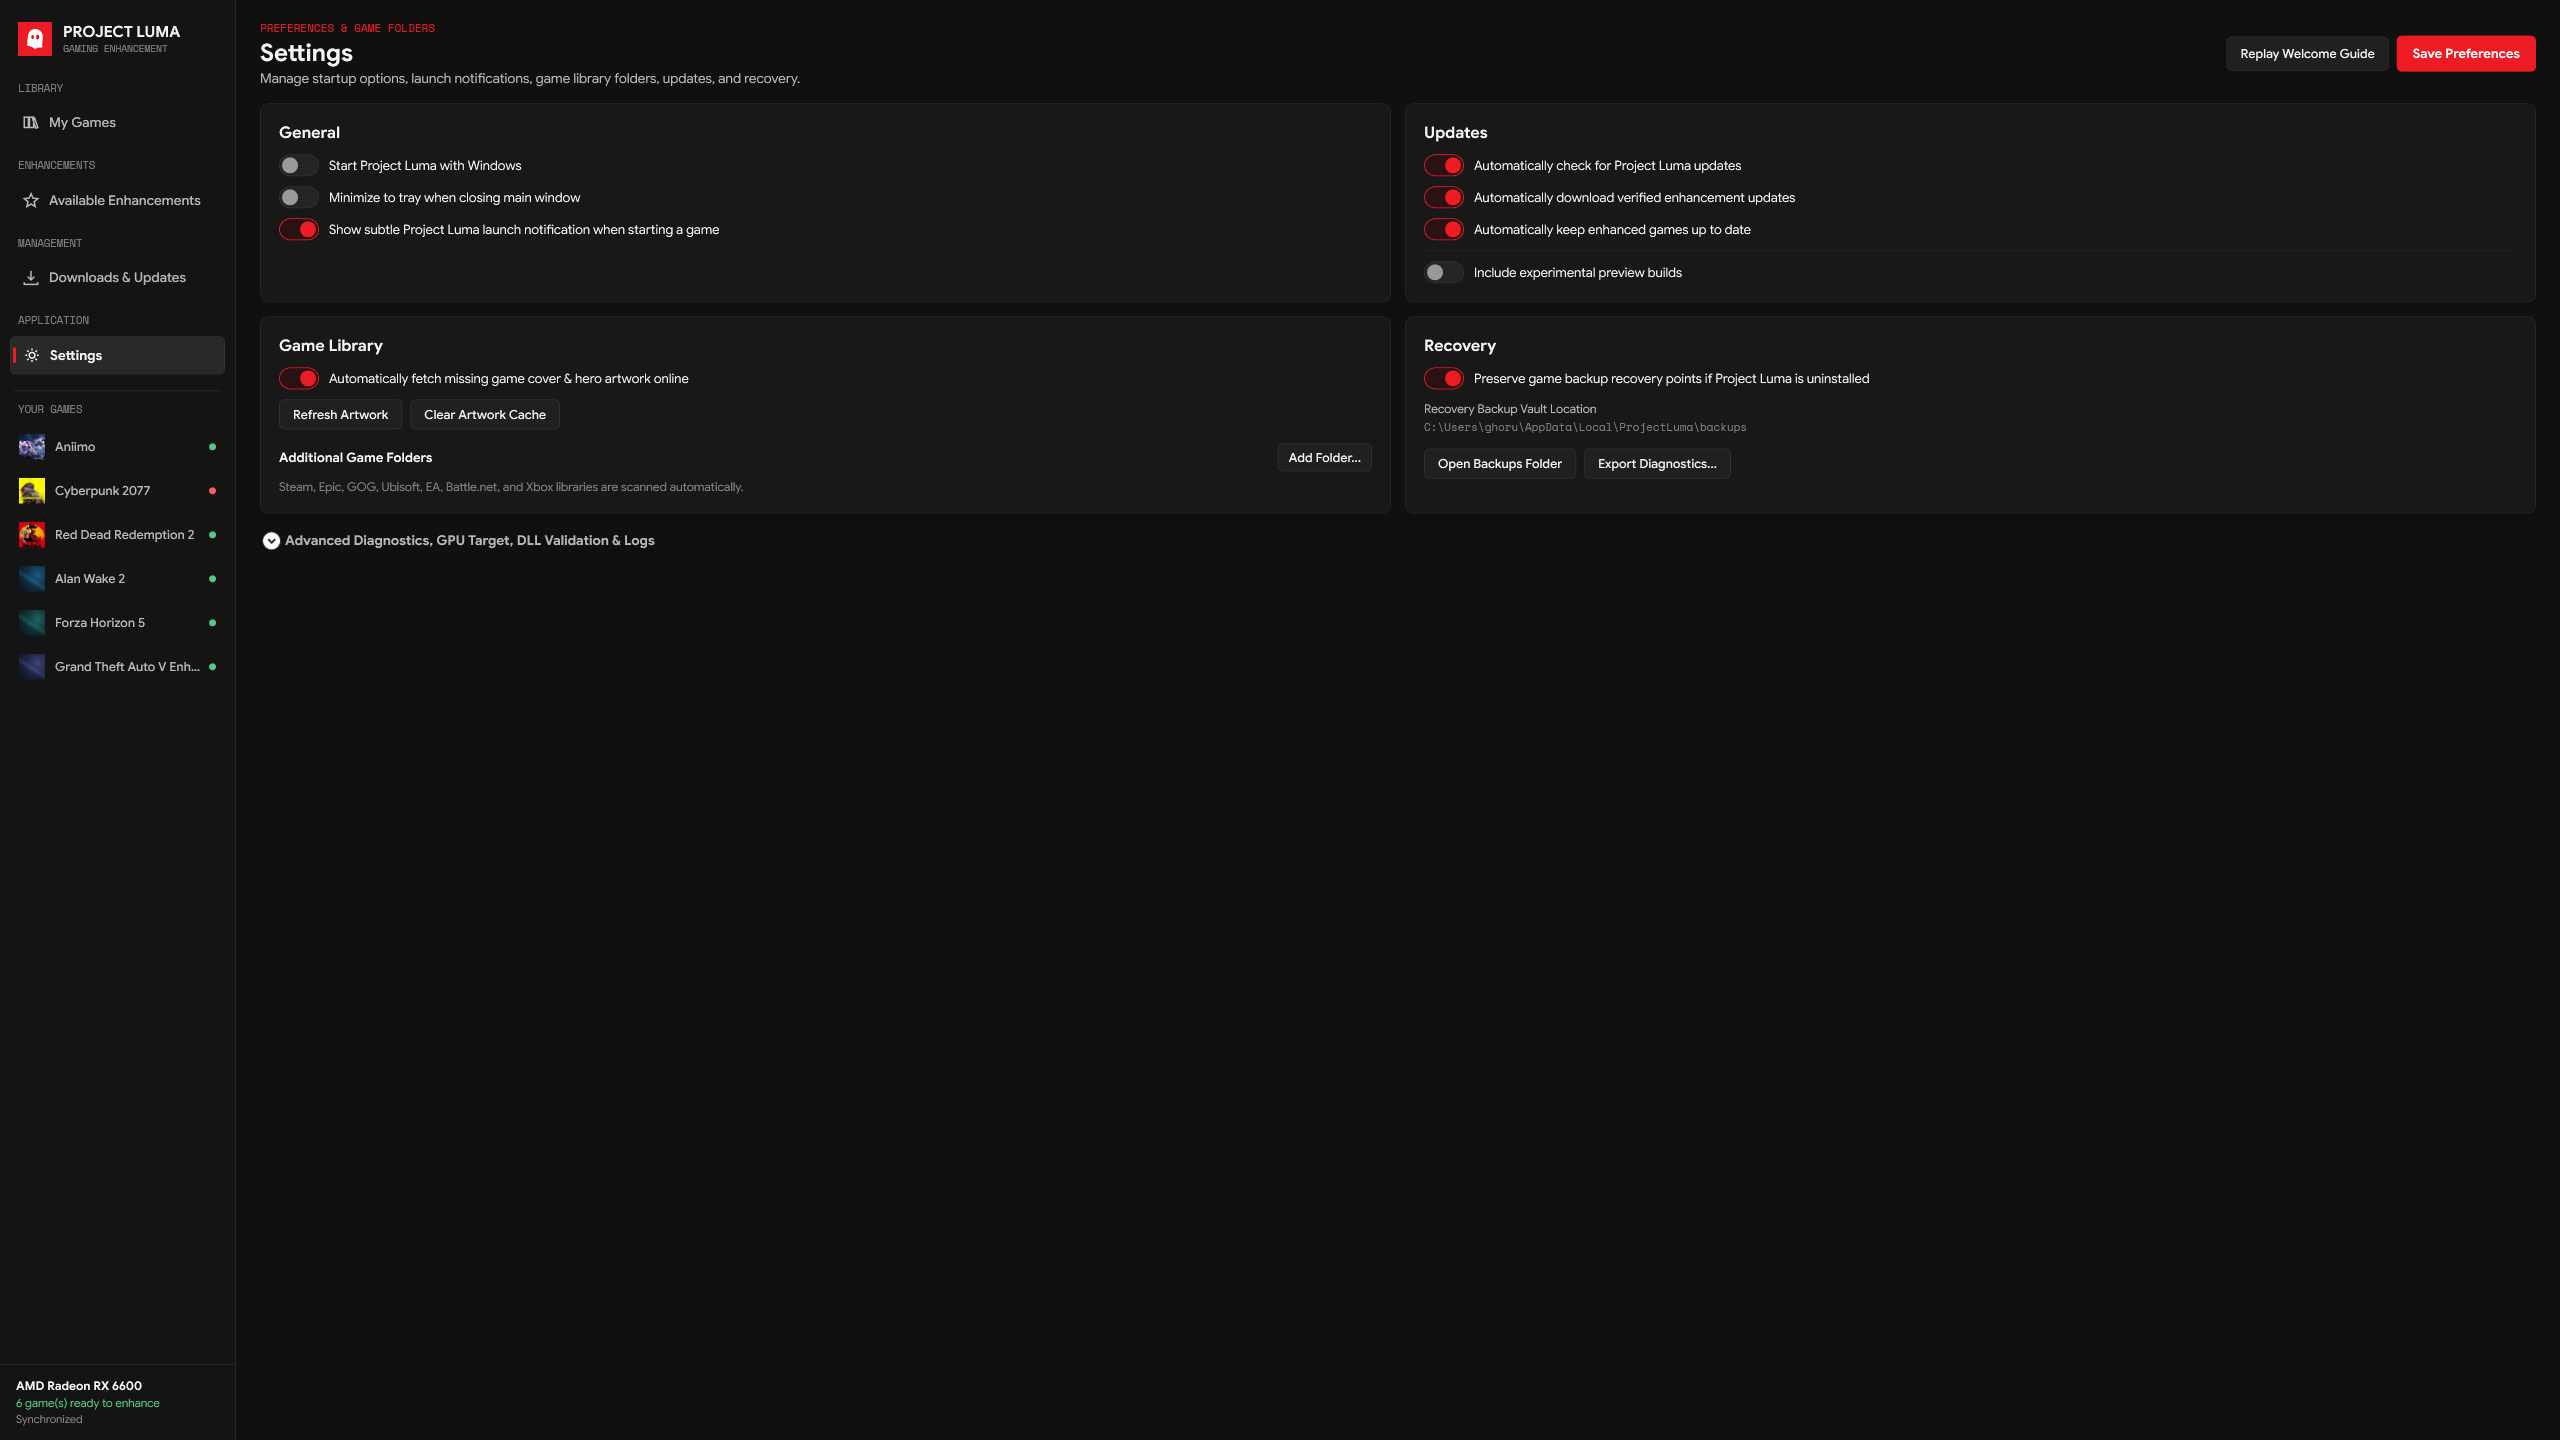 PROJECT LUMA
GAMING ENHANCEMENT
LIBRARY
My Games
ENHANCEMENTS
Available Enhancements
MANAGEMENT
Downloads & Updates
APPLICATION
Settings
YOUR GAMES
Aniimo
Cyberpunk 2077
Red Dead Redemption 2
Alan Wake 2
Forza Horizon 5
Grand Theft Auto V Enh...
AMD Radeon RX 6600
6 game(s) ready to enhance
Synchronized
PREFERENCES & GAME FOLDERS
Settings
Manage startup options, launch notifications, game library folders, updates, and recovery.
Replay Welcome Guide
Save Preferences
General
Start Project Luma with Windows
Minimize to tray when closing main window
Show subtle Project Luma launch notification when starting a game
Updates
Automatically check for Project Luma updates
Automatically download verified enhancement updates
Automatically keep enhanced games up to date
Include experimental preview builds
Game Library
Automatically fetch missing game cover & hero artwork online
Refresh Artwork
Clear Artwork Cache
Additional Game Folders
Add Folder...
Steam, Epic, GOG, Ubisoft, EA, Battle.net, and Xbox libraries are scanned automatically.
Recovery
Preserve game backup recovery points if Project Luma is uninstalled
Recovery Backup Vault Location
C:\Users\ghoru\AppData\Local\ProjectLuma\backups
Open Backups Folder
Export Diagnostics...
Advanced Diagnostics, GPU Target, DLL Validation & Logs